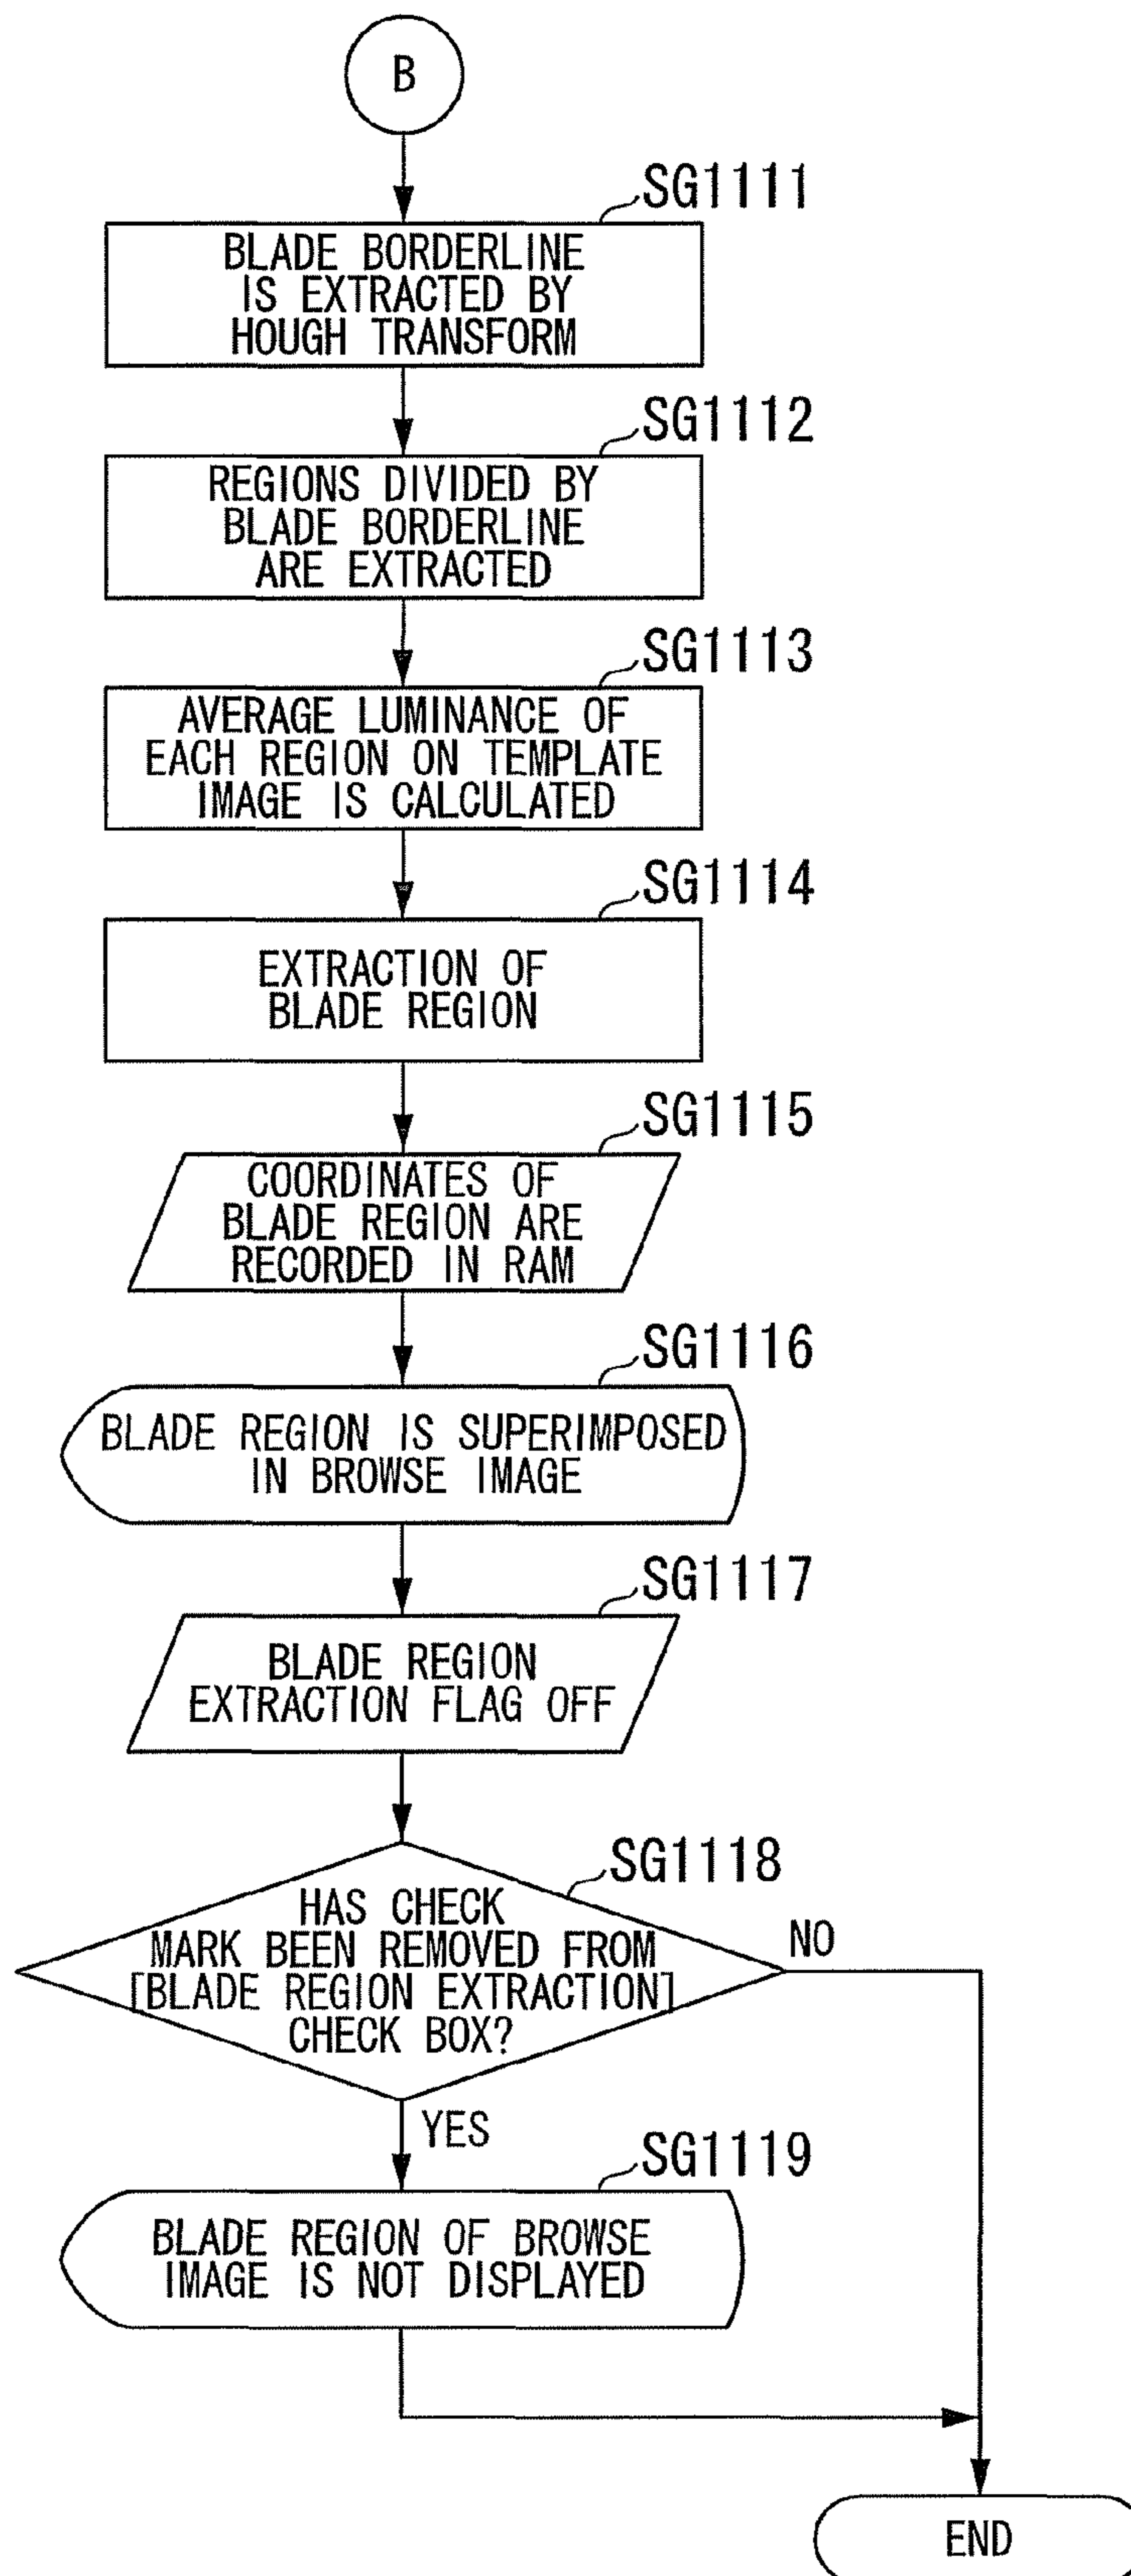 B
SG1111
BLADE BORDERLINE
IS EXTRACTED BY
HOUGH TRANSFORM
SG1112
REGIONS DIVIDED BY
BLADE BORDERLINE
ARE EXTRACTED
SG1113
AVERAGE LUMINANCE OF
EACH REGION ON TEMPLATE
IMAGE IS CALCULATED
SG1114
EXTRACTION OF
BLADE REGION
SG1115
COORDINATES OF
BLADE REGION ARE
RECORDED IN RAM
SG1116
BLADE REGION IS SUPERIMPOSED
IN BROWSE IMAGE
SG1117
BLADE REGION
EXTRACTION FLAG OFF
SG1118
HAS CHECK
MARK BEEN REMOVED FROM
[BLADE REGION EXTRACTION]
CHECK BOX?
NO
YES
SG1119
BLADE REGION OF BROWSE
IMAGE IS NOT DISPLAYED
END